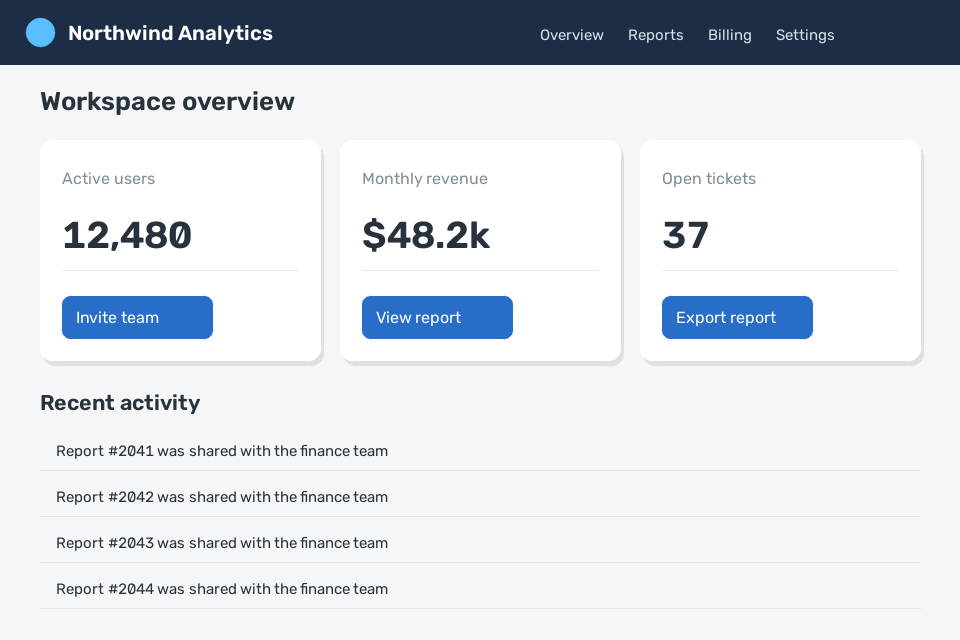 Northwind Analytics
Overview Reports Billing Settings
Workspace overview
Active users
12,480
Invite team
Monthly revenue
$48.2k
View report
Open tickets
37
Export report
Recent activity
Report #2041 was shared with the finance team
Report #2042 was shared with the finance team
Report #2043 was shared with the finance team
Report #2044 was shared with the finance team